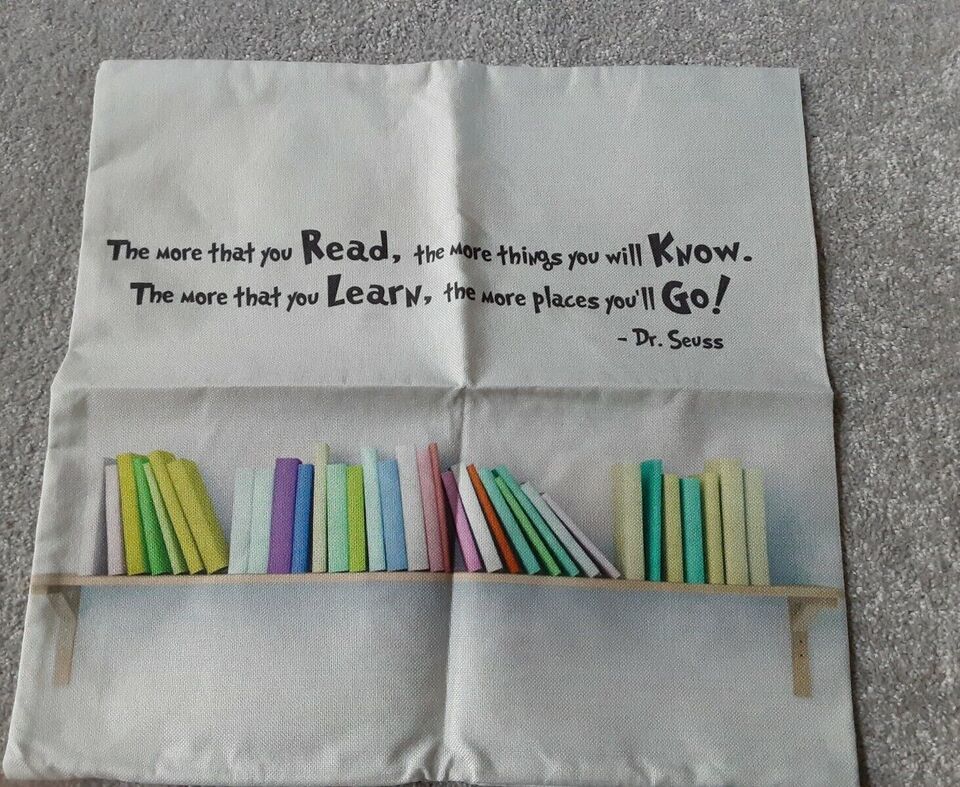 The more that you Read, the more things you will Know.
The more that you Learn, the more places you'll Go!
- Dr. Seuss